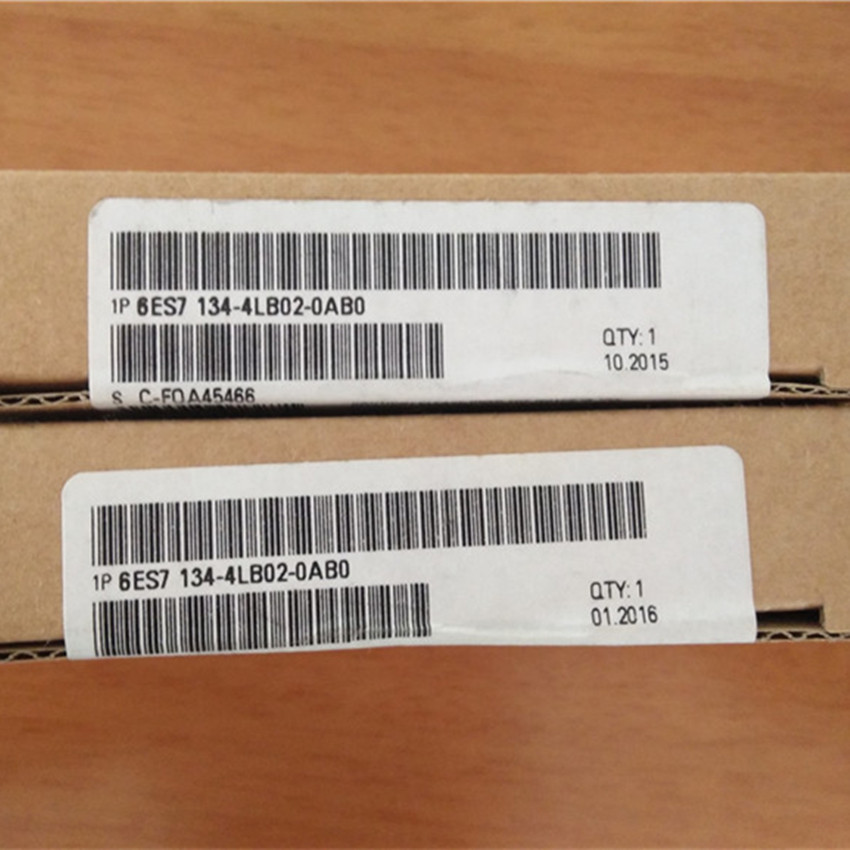 1P 6ES7 134-4LB02-0AB0
QTY: 1
10.2015
S C-FOA45466
1P 6ES7 134-4LB02-0AB0
QTY: 1
01.2016